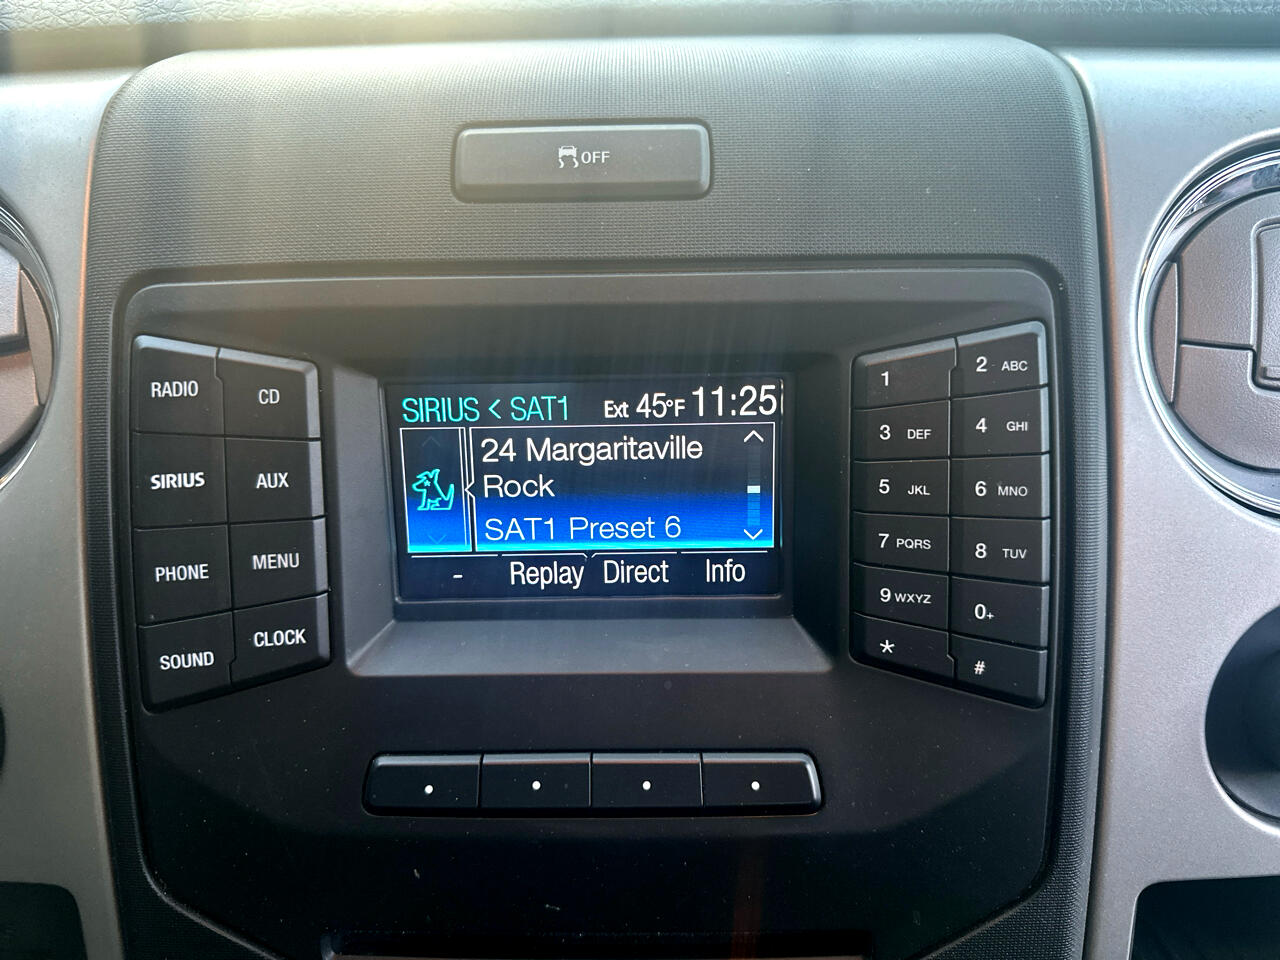 OFF
RADIO
CD
SIRIUS
AUX
PHONE
MENU
SOUND
CLOCK
SIRIUS < SAT1 Ext 45°F 11:25
24 Margaritaville
Rock
SAT1 Preset 6
- Replay Direct Info
1
2 ABC
3 DEF
4 GHI
5 JKL
6 MNO
7 PQRS
8 TUV
9 WXYZ
0+
*
#